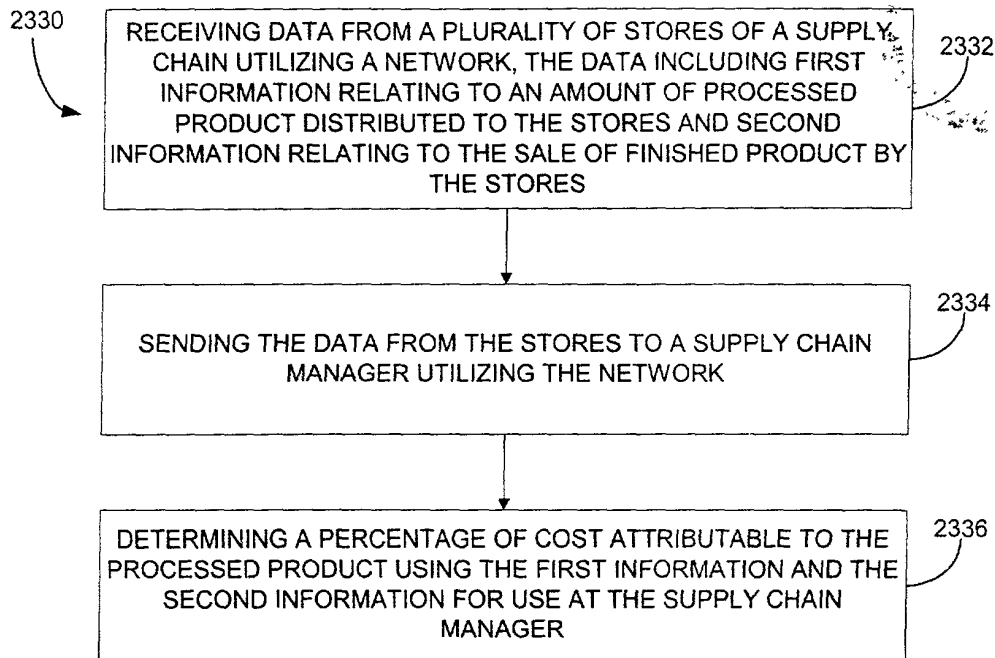 2330
RECEIVING DATA FROM A PLURALITY OF STORES OF A SUPPLY
CHAIN UTILIZING A NETWORK, THE DATA INCLUDING FIRST
INFORMATION RELATING TO AN AMOUNT OF PROCESSED
PRODUCT DISTRIBUTED TO THE STORES AND SECOND
INFORMATION RELATING TO THE SALE OF FINISHED PRODUCT BY
THE STORES
2332
SENDING THE DATA FROM THE STORES TO A SUPPLY CHAIN
MANAGER UTILIZING THE NETWORK
2334
DETERMINING A PERCENTAGE OF COST ATTRIBUTABLE TO THE
PROCESSED PRODUCT USING THE FIRST INFORMATION AND THE
SECOND INFORMATION FOR USE AT THE SUPPLY CHAIN
MANAGER
2336